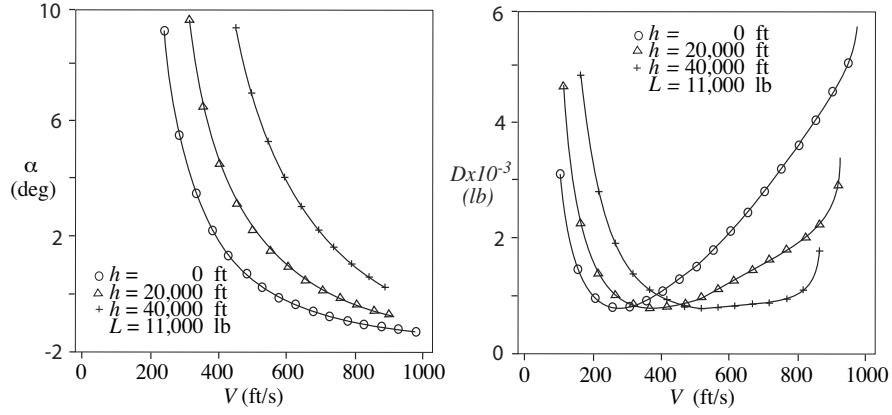 10
6
α
(deg)
2
-2
○ h = 0 ft
△ h = 20,000 ft
+ h = 40,000 ft
L = 11,000 lb
0 200 400 600 800 1000
V (ft/s)
6
4
Dx10⁻³
(lb)
2
0
○ h = 0 ft
△ h = 20,000 ft
+ h = 40,000 ft
L = 11,000 lb
0 200 400 600 800 1000
V (ft/s)